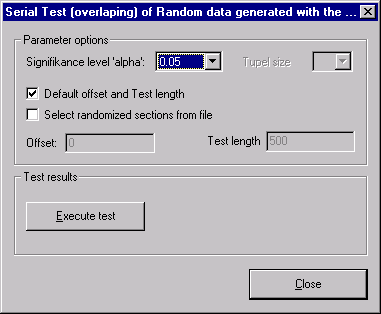 Serial Test (overlaping) of Random data generated with the ...
Parameter options
Signifikance level 'alpha': 0.05 Tupel size
Default offset and Test length
Select randomized sections from file
Offset: 0 Test length 500
Test results
Execute test
Close